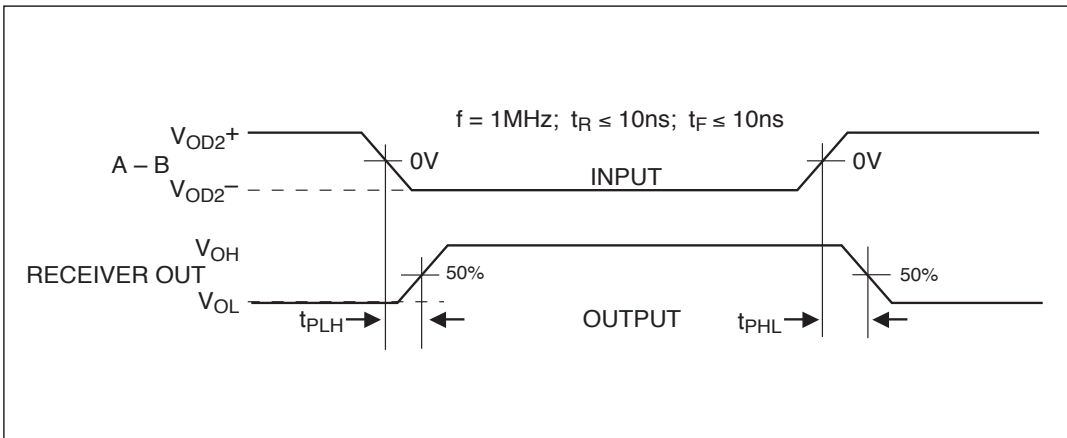 f = 1MHz; tR ≤ 10ns; tF ≤ 10ns
VOD2+
A – B
0V
0V
VOD2–
INPUT
VOH
RECEIVER OUT
50%
50%
VOL
tPLH
OUTPUT
tPHL